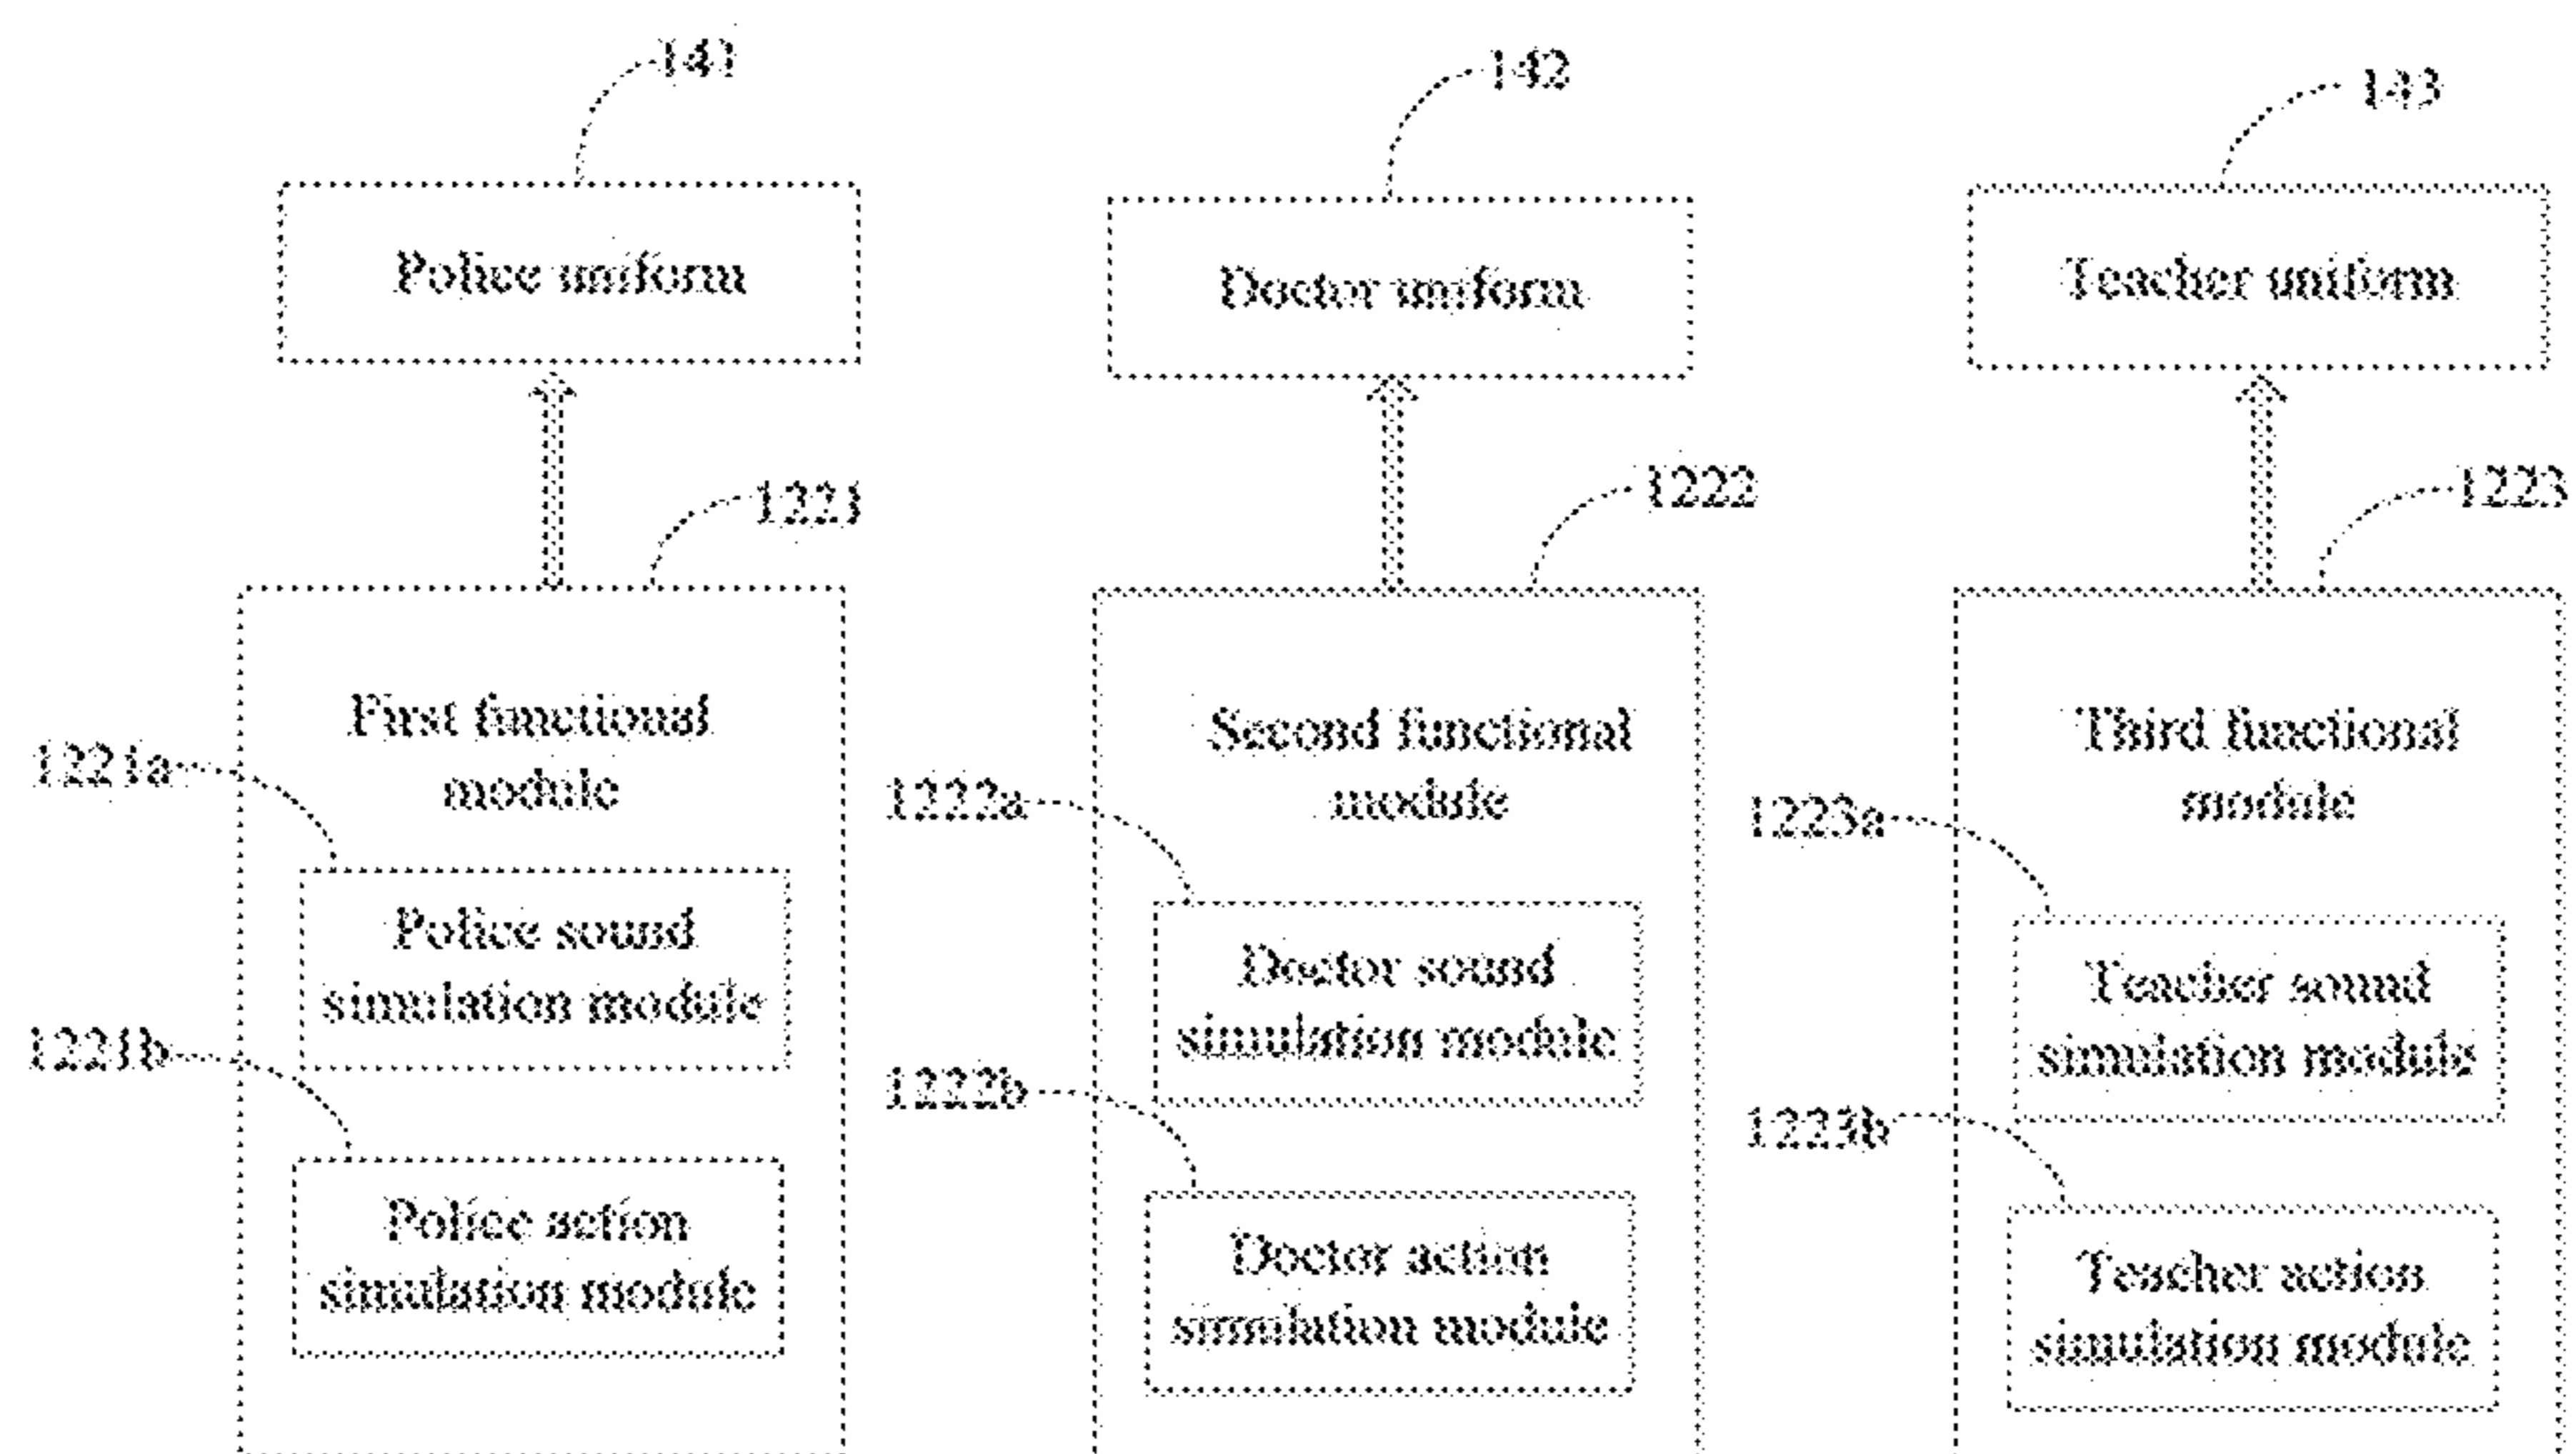 141
142
143
Police uniform
Doctor uniform
Teacher uniform
1221
1222
1223
First functional
module
1221a
Police sound
simulation module
1221b
Police action
simulation module
Second functional
module
1222a
Doctor sound
simulation module
1222b
Doctor action
simulation module
Third functional
module
1223a
Teacher sound
simulation module
1223b
Teacher action
simulation module